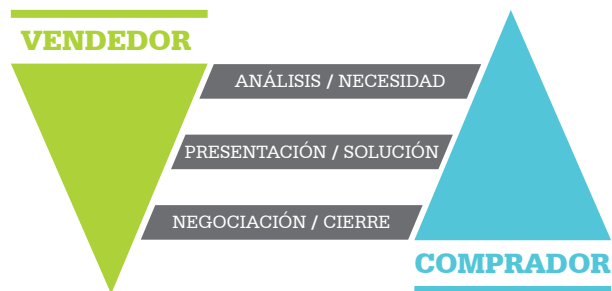 VENDEDOR
ANÁLISIS / NECESIDAD
PRESENTACIÓN / SOLUCIÓN
NEGOCIACIÓN / CIERRE
COMPRADOR